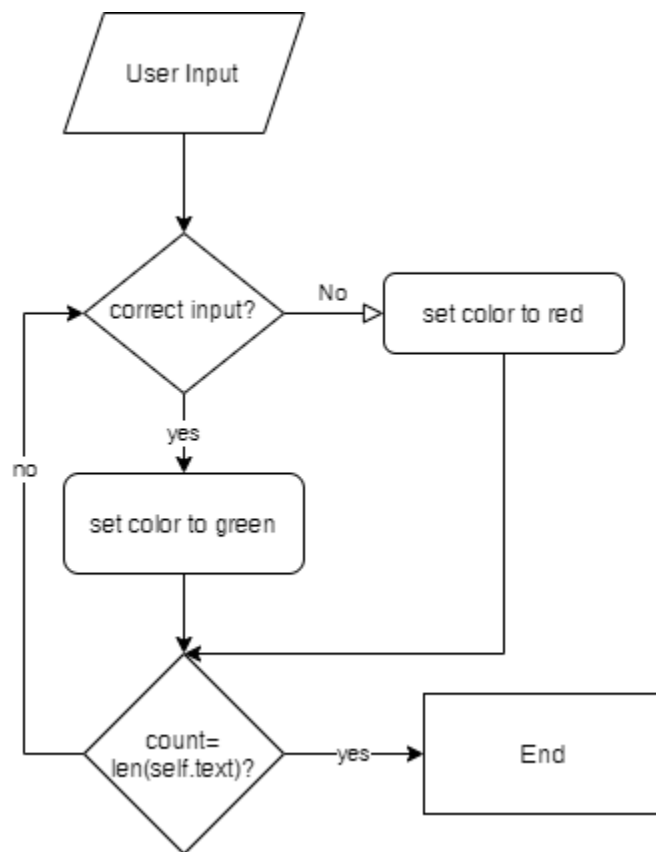 User Input
correct input?
No
set color to red
yes
no
set color to green
count=
len(self.text)?
yes
End